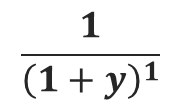 1
(1 + y)¹